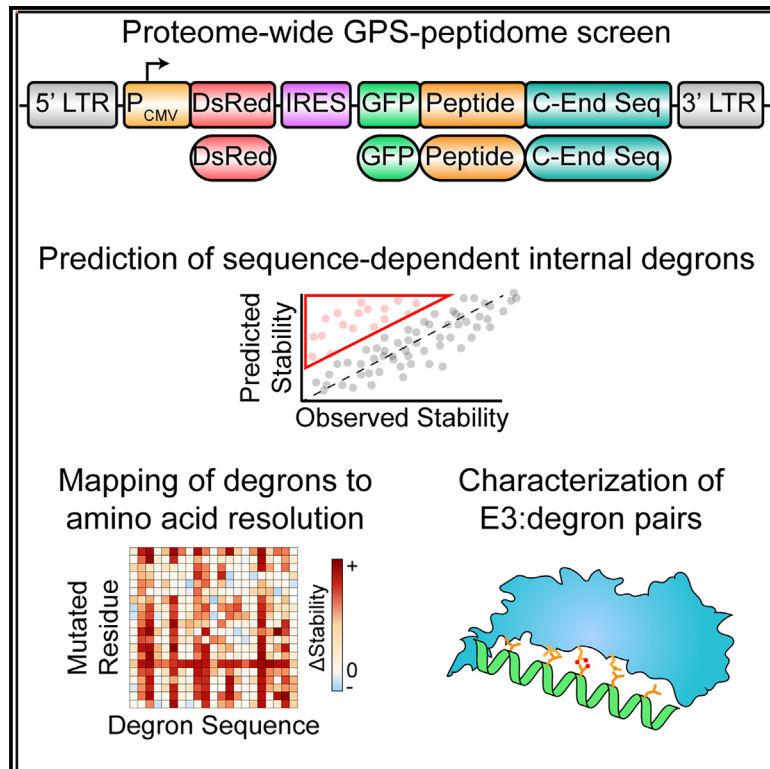 Proteome-wide GPS-peptidome screen
5' LTR PCMV DsRed IRES GFP Peptide C-End Seq 3' LTR
DsRed GFP Peptide C-End Seq
Prediction of sequence-dependent internal degrons
Predicted
Stability
Observed Stability
Mapping of degrons to
amino acid resolution
Mutated
Residue
Degron Sequence
+
ΔStability
0
-
Characterization of
E3:degron pairs